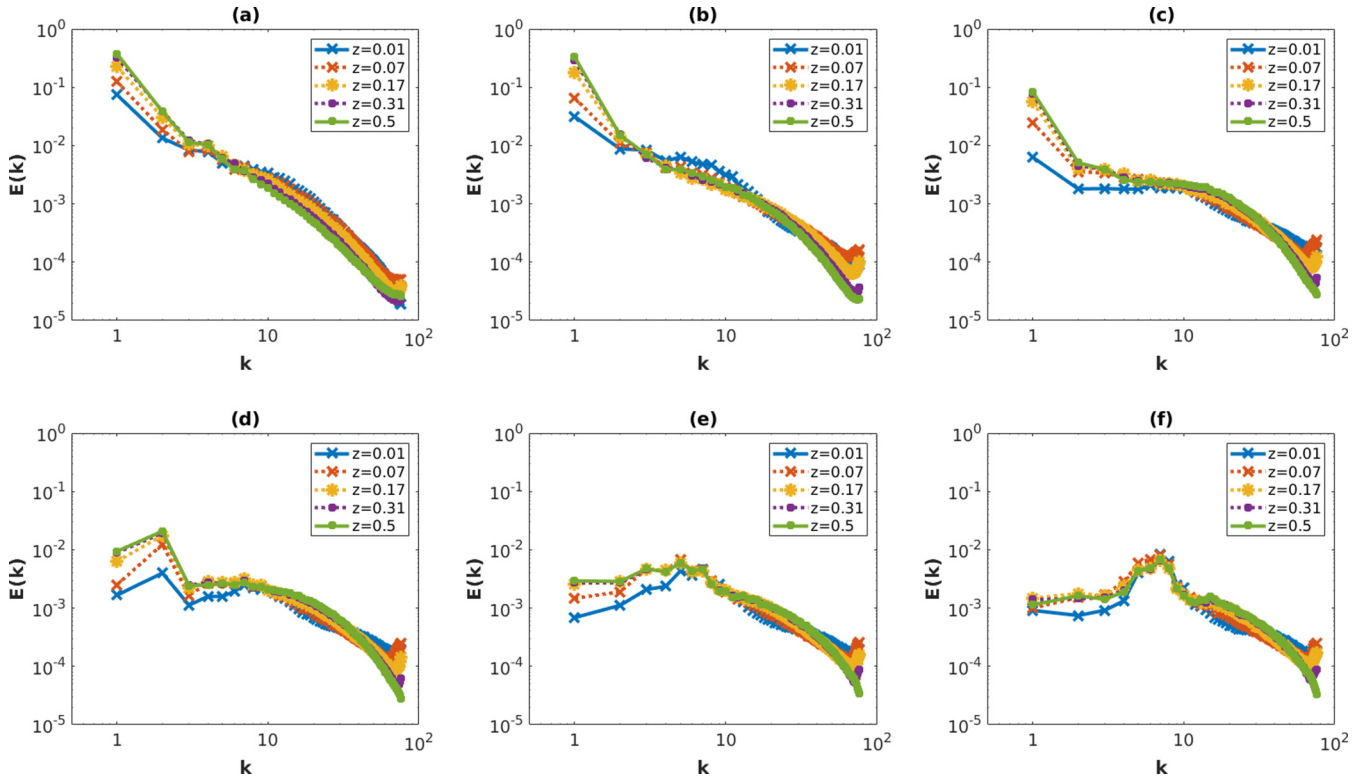 (a)
E(k)
10^0
10^-1
10^-2
10^-3
10^-4
10^-5
1
10
10^2
k
z=0.01
z=0.07
z=0.17
z=0.31
z=0.5
(b)
E(k)
10^0
10^-1
10^-2
10^-3
10^-4
10^-5
1
10
10^2
k
z=0.01
z=0.07
z=0.17
z=0.31
z=0.5
(c)
E(k)
10^0
10^-1
10^-2
10^-3
10^-4
10^-5
1
10
10^2
k
z=0.01
z=0.07
z=0.17
z=0.31
z=0.5
(d)
E(k)
10^0
10^-1
10^-2
10^-3
10^-4
10^-5
1
10
10^2
k
z=0.01
z=0.07
z=0.17
z=0.31
z=0.5
(e)
E(k)
10^0
10^-1
10^-2
10^-3
10^-4
10^-5
1
10
10^2
k
z=0.01
z=0.07
z=0.17
z=0.31
z=0.5
(f)
E(k)
10^0
10^-1
10^-2
10^-3
10^-4
10^-5
1
10
10^2
k
z=0.01
z=0.07
z=0.17
z=0.31
z=0.5